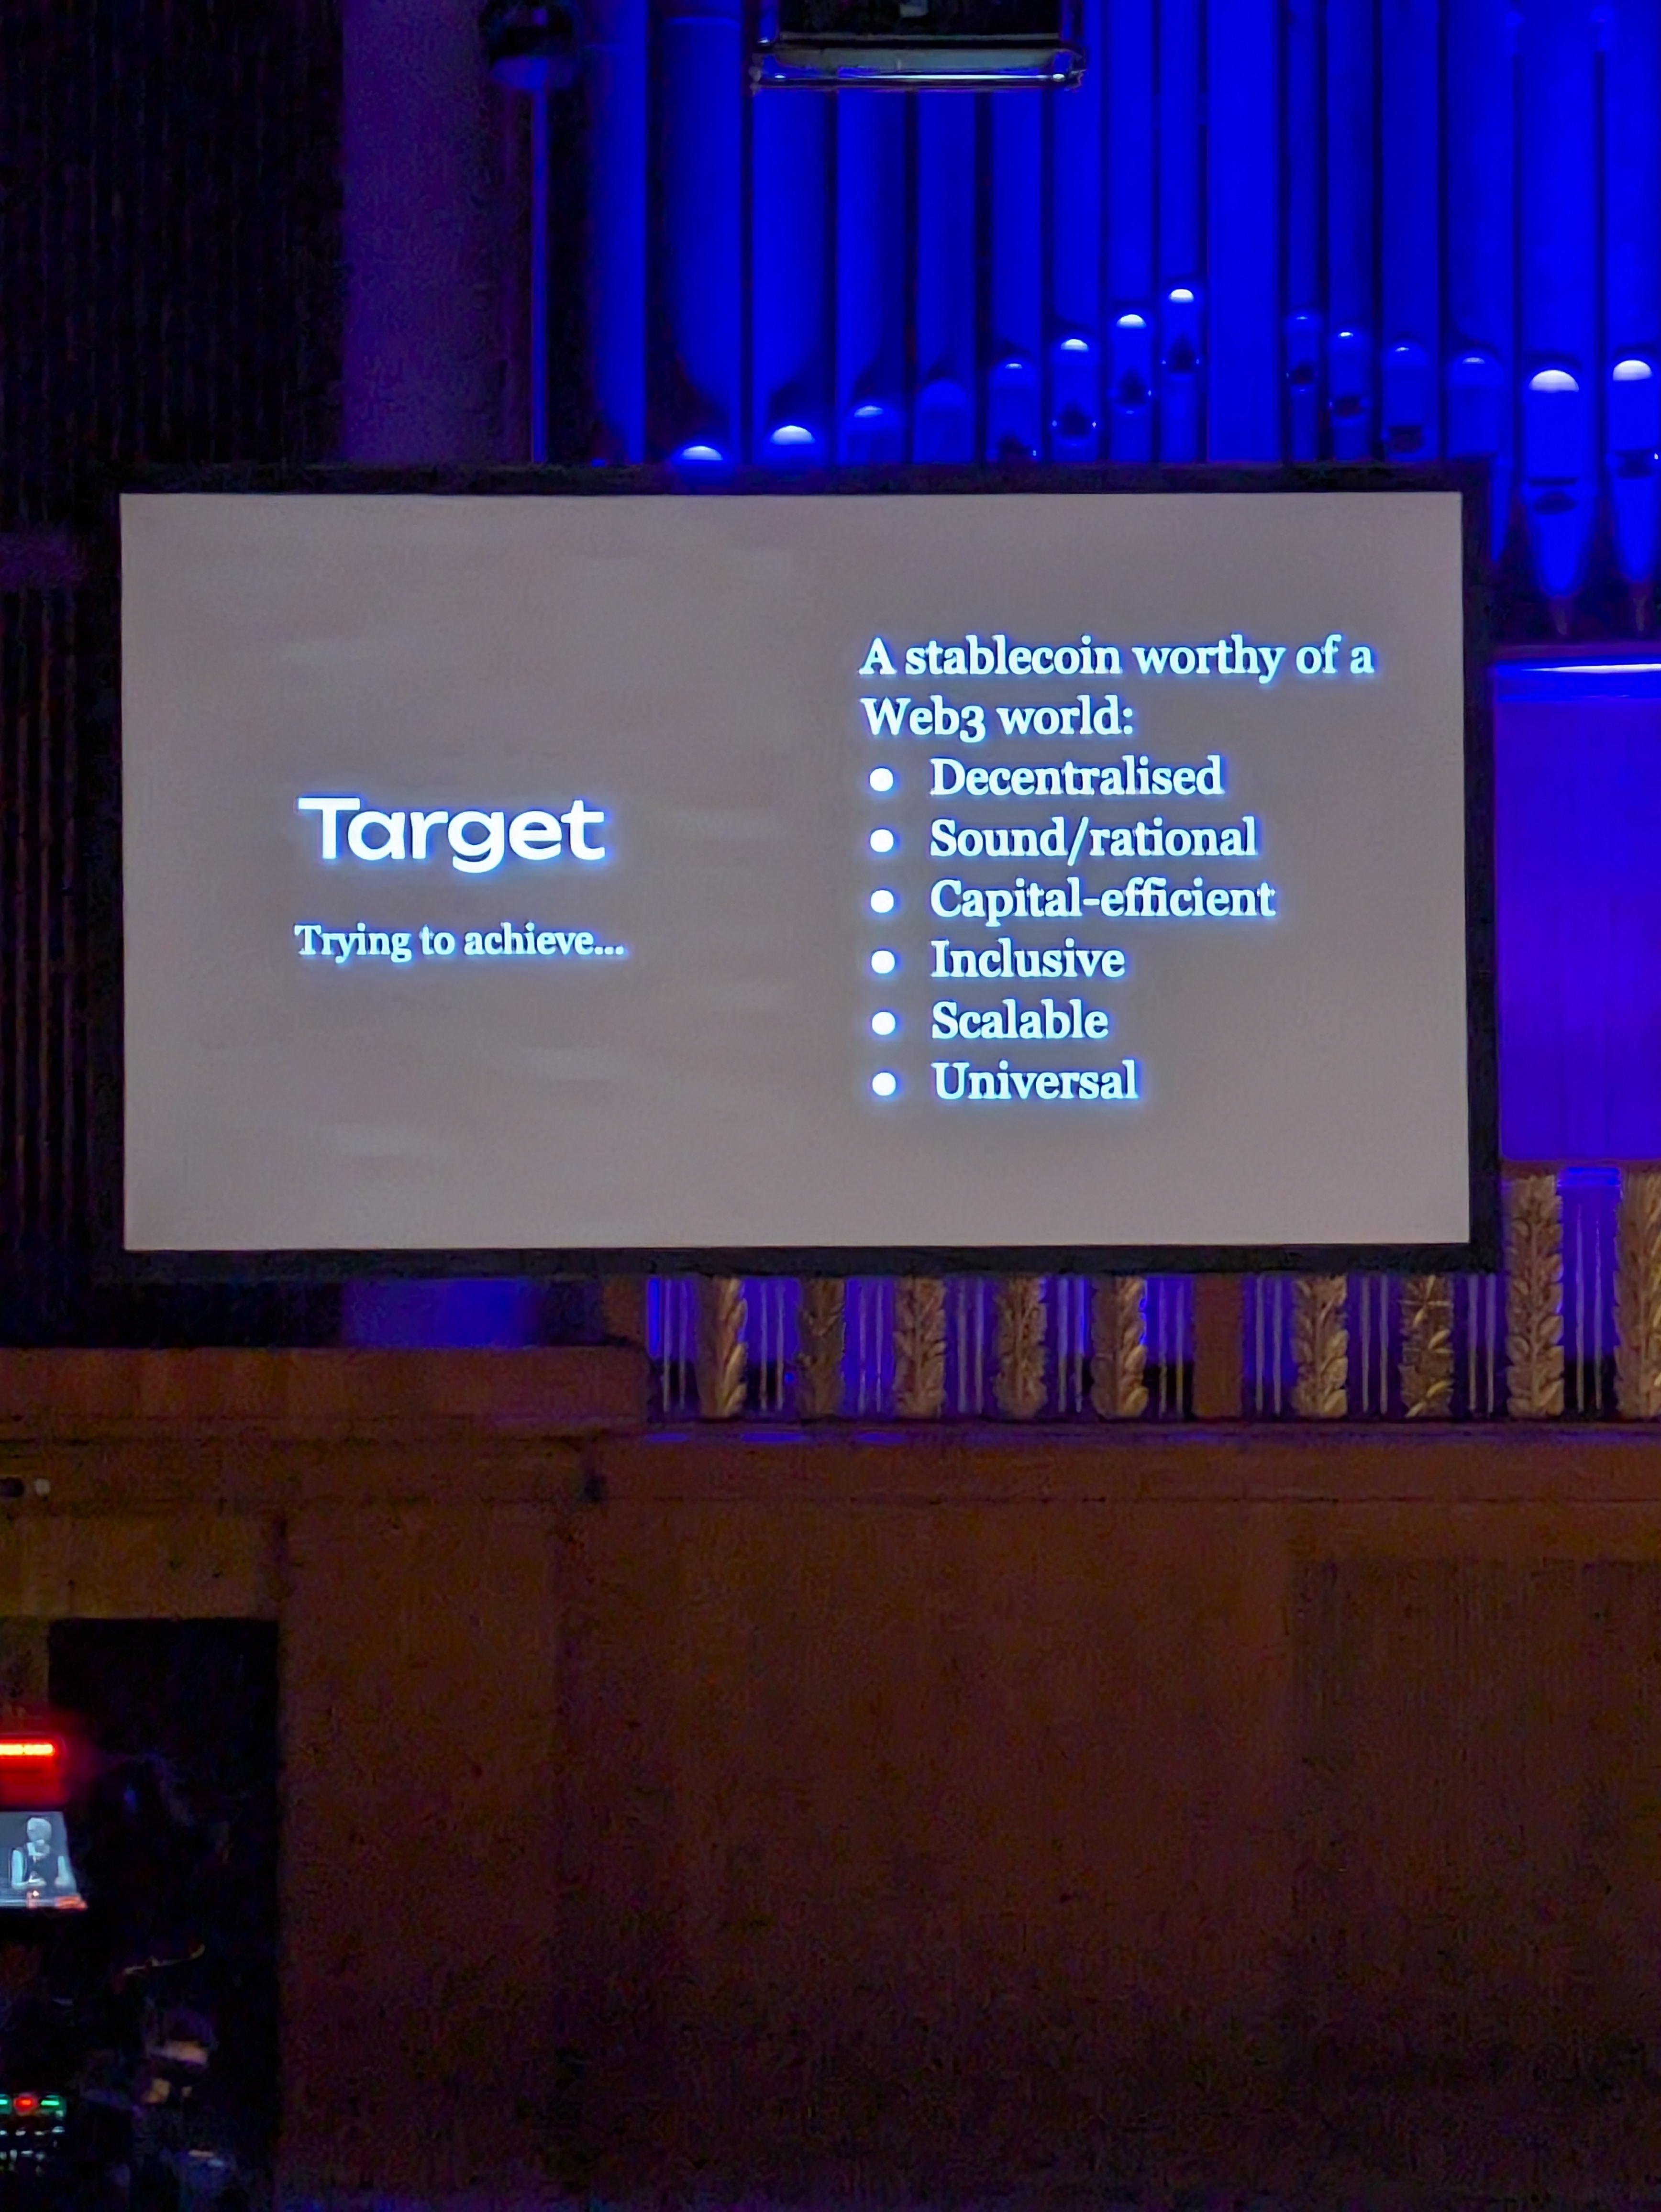 Target
Trying to achieve...
A stablecoin worthy of a
Web3 world:
● Decentralised
● Sound/rational
● Capital-efficient
● Inclusive
● Scalable
● Universal